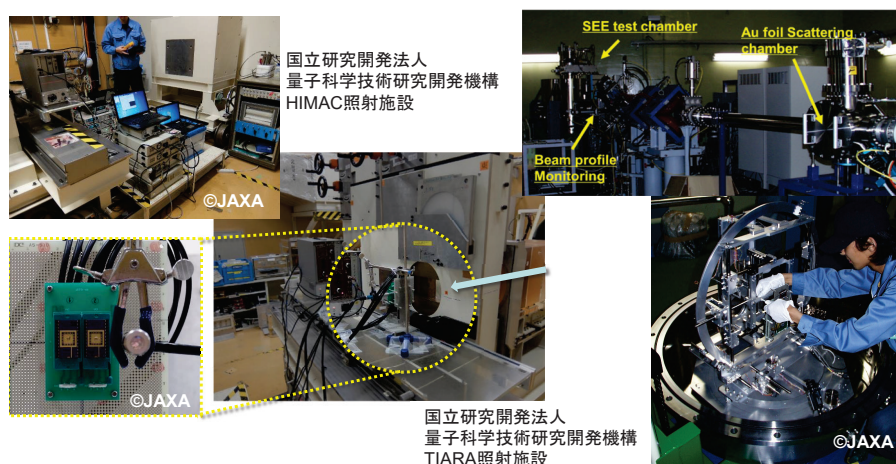 国立研究開発法人
量子科学技術研究開発機構
HIMAC照射施設
©JAXA
SEE test chamber
Au foil Scattering
chamber
Beam profile
Monitoring
©JAXA
国立研究開発法人
量子科学技術研究開発機構
TIARA照射施設
©JAXA